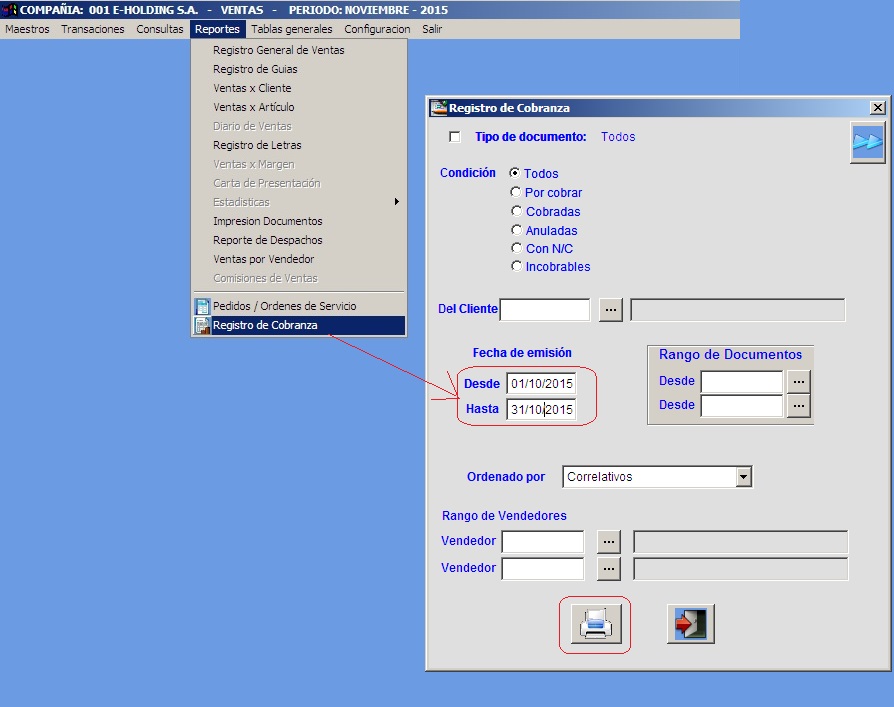 COMPAÑIA: 001 E-HOLDING S.A. - VENTAS - PERIODO: NOVIEMBRE - 2015
Maestros Transaciones Consultas Reportes Tablas generales Configuracion Salir
Registro General de Ventas
Registro de Guias
Ventas x Cliente
Ventas x Artículo
Diario de Ventas
Registro de Letras
Ventas x Margen
Carta de Presentación
Estadisticas
Impresion Documentos
Reporte de Despachos
Ventas por Vendedor
Comisiones de Ventas
Pedidos / Ordenes de Servicio
Registro de Cobranza
Registro de Cobranza
Tipo de documento: Todos
Condición Todos
Por cobrar
Cobradas
Anuladas
Con N/C
Incobrables
Del Cliente ...
Fecha de emisión
Desde 01/10/2015
Hasta 31/10/2015
Rango de Documentos
Desde ...
Desde ...
Ordenado por Correlativos
Rango de Vendedores
Vendedor ...
Vendedor ...